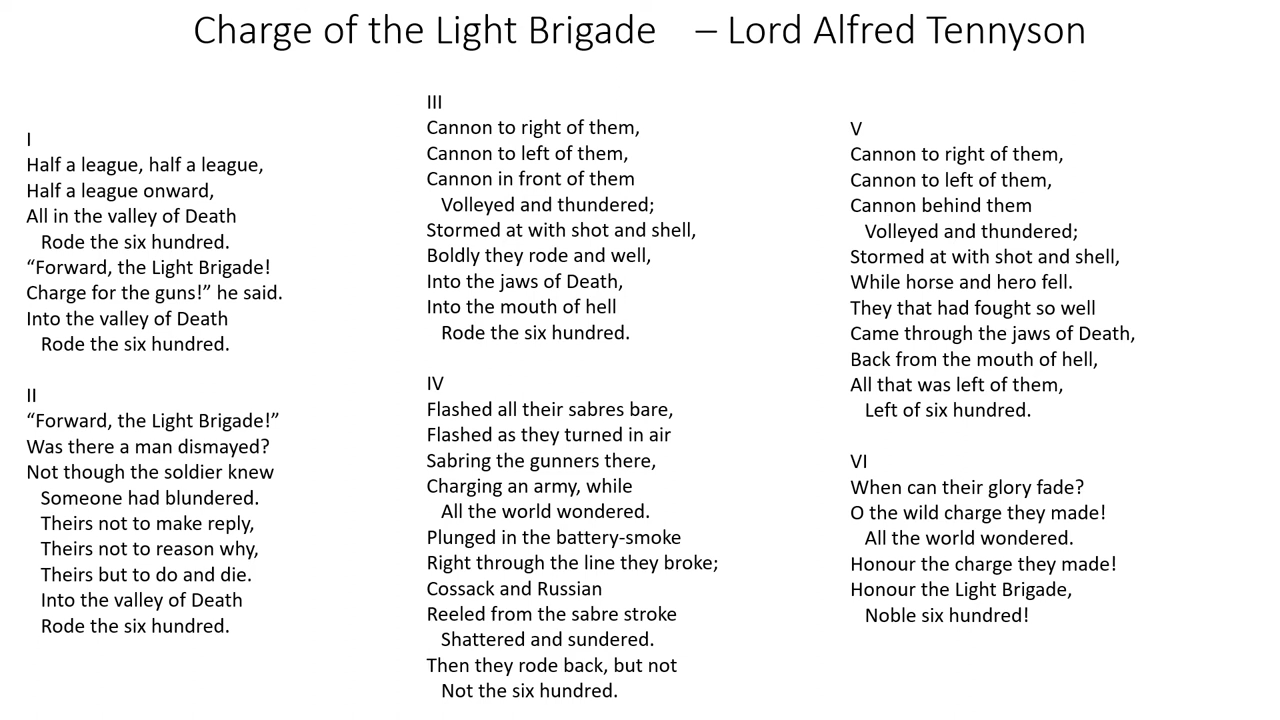 Charge of the Light Brigade – Lord Alfred Tennyson
I
Half a league, half a league,
Half a league onward,
All in the valley of Death
Rode the six hundred.
“Forward, the Light Brigade!
Charge for the guns!” he said.
Into the valley of Death
Rode the six hundred.
II
“Forward, the Light Brigade!”
Was there a man dismayed?
Not though the soldier knew
Someone had blundered.
Theirs not to make reply,
Theirs not to reason why,
Theirs but to do and die.
Into the valley of Death
Rode the six hundred.
III
Cannon to right of them,
Cannon to left of them,
Cannon in front of them
Volleyed and thundered;
Stormed at with shot and shell,
Boldly they rode and well,
Into the jaws of Death,
Into the mouth of hell
Rode the six hundred.
IV
Flashed all their sabres bare,
Flashed as they turned in air
Sabring the gunners there,
Charging an army, while
All the world wondered.
Plunged in the battery-smoke
Right through the line they broke;
Cossack and Russian
Reeled from the sabre stroke
Shattered and sundered.
Then they rode back, but not
Not the six hundred.
V
Cannon to right of them,
Cannon to left of them,
Cannon behind them
Volleyed and thundered;
Stormed at with shot and shell,
While horse and hero fell.
They that had fought so well
Came through the jaws of Death,
Back from the mouth of hell,
All that was left of them,
Left of six hundred.
VI
When can their glory fade?
O the wild charge they made!
All the world wondered.
Honour the charge they made!
Honour the Light Brigade,
Noble six hundred!